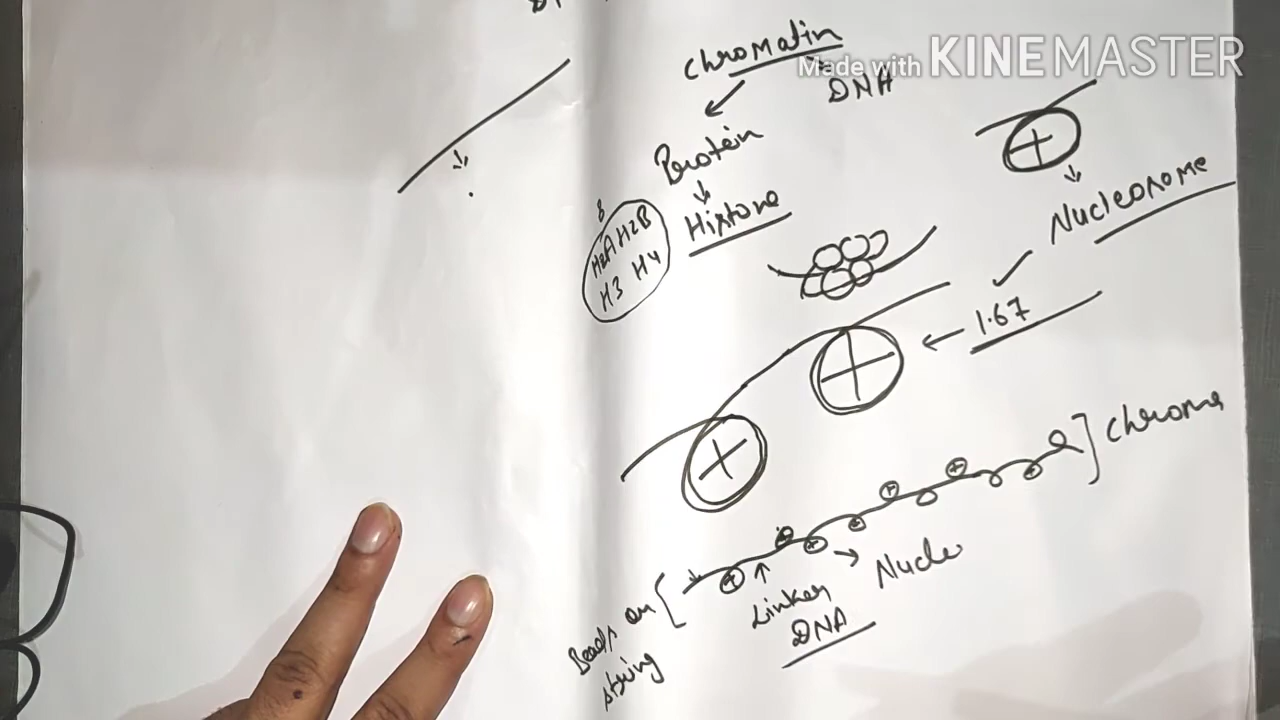 Chromatin
Made with KINEMASTER
DNA
Protein
Histone
8
H2A H2B
H3 H4
Nucleosome
1.67
Chroma
Nucleo
Linker
DNA
Beads on
string